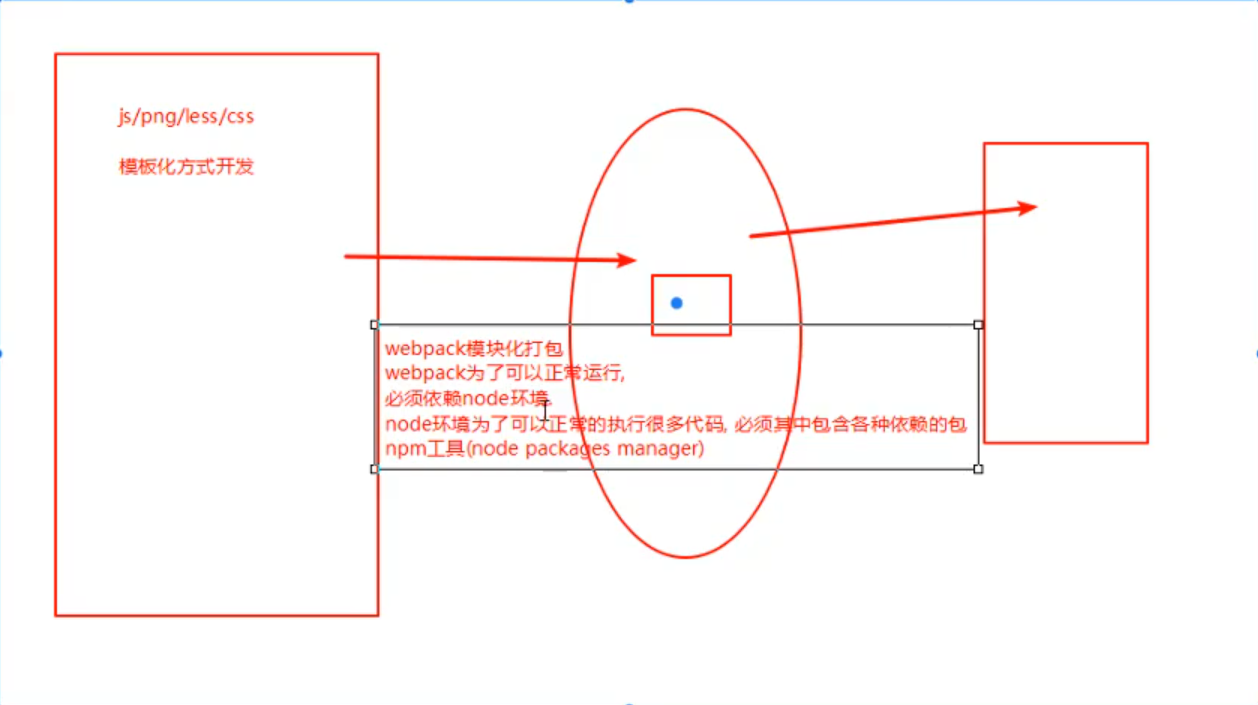 js/png/less/css
模板化方式开发
webpack模块化打包
webpack为了可以正常运行,
必须依赖node环境.
node环境为了可以正常的执行很多代码, 必须其中包含各种依赖的包
npm工具(node packages manager)